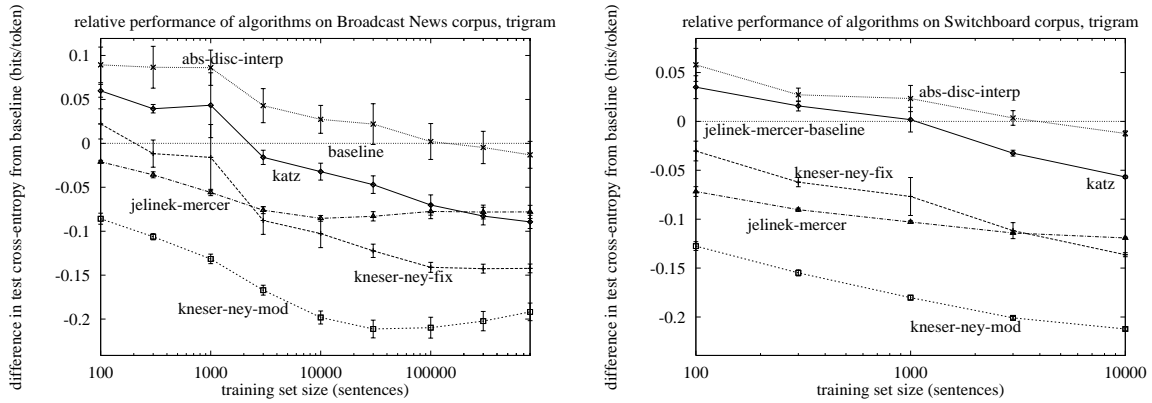 relative performance of algorithms on Broadcast News corpus, trigram
difference in test cross-entropy from baseline (bits/token)
0.1
0.05
0
-0.05
-0.1
-0.15
-0.2
abs-disc-interp
baseline
katz
jelinek-mercer
kneser-ney-fix
kneser-ney-mod
100 1000 10000 100000
training set size (sentences)
relative performance of algorithms on Switchboard corpus, trigram
difference in test cross-entropy from baseline (bits/token)
0.05
0
-0.05
-0.1
-0.15
-0.2
abs-disc-interp
jelinek-mercer-baseline
kneser-ney-fix
katz
jelinek-mercer
kneser-ney-mod
100 1000 10000
training set size (sentences)